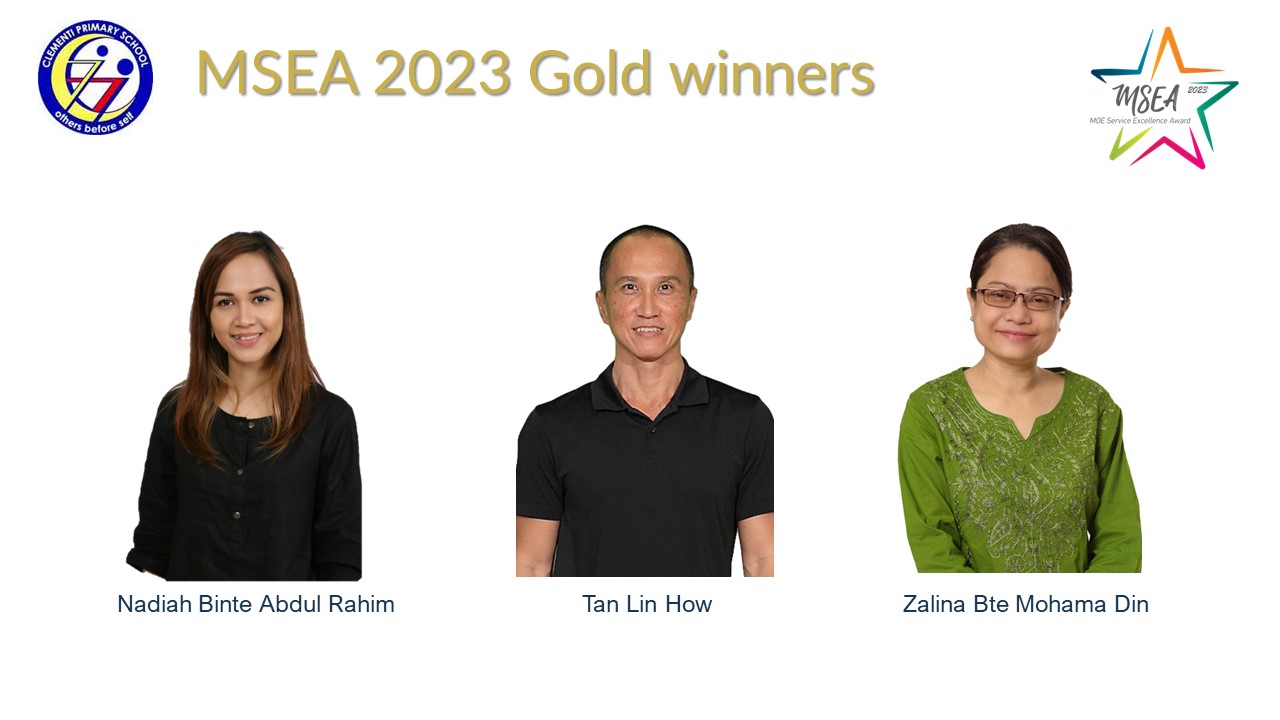 CLEMENTI PRIMARY SCHOOL
others before self
MSEA 2023 Gold winners
MSEA 2023
MOE Service Excellence Award
Nadiah Binte Abdul Rahim
Tan Lin How
Zalina Bte Mohama Din